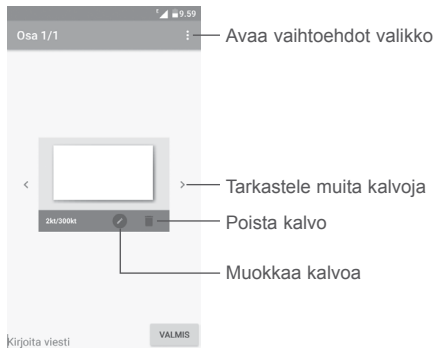 9.59
Osa 1/1
Avaa vaihtoehdot valikko
Tarkastele muita kalvoja
2kt/300kt
Poista kalvo
Muokkaa kalvoa
VALMIS
Kirjoita viesti